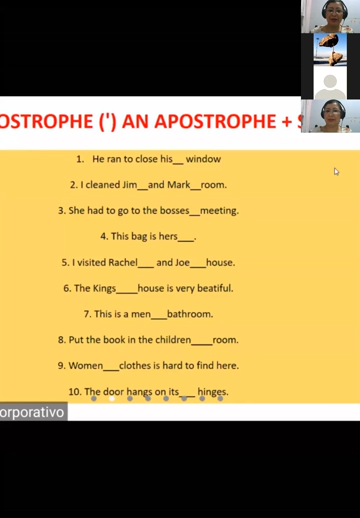 OSTROPHE (') AN APOSTROPHE + S
1. He ran to close his__ window
2. I cleaned Jim__and Mark__room.
3. She had to go to the bosses__meeting.
4. This bag is hers___.
5. I visited Rachel___ and Joe___house.
6. The Kings____house is very beatiful.
7. This is a men___bathroom.
8. Put the book in the children____room.
9. Women___clothes is hard to find here.
10. The door hangs on its___ hinges.
orporativo